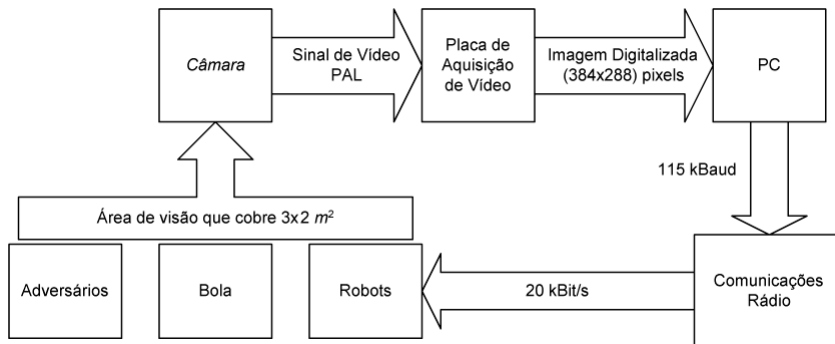 Câmara
Sinal de Vídeo
PAL
Placa de
Aquisição
de Vídeo
Imagem Digitalizada
(384x288) pixels
PC
115 kBaud
Área de visão que cobre 3x2 m²
Adversários
Bola
Robots
20 kBit/s
Comunicações
Rádio